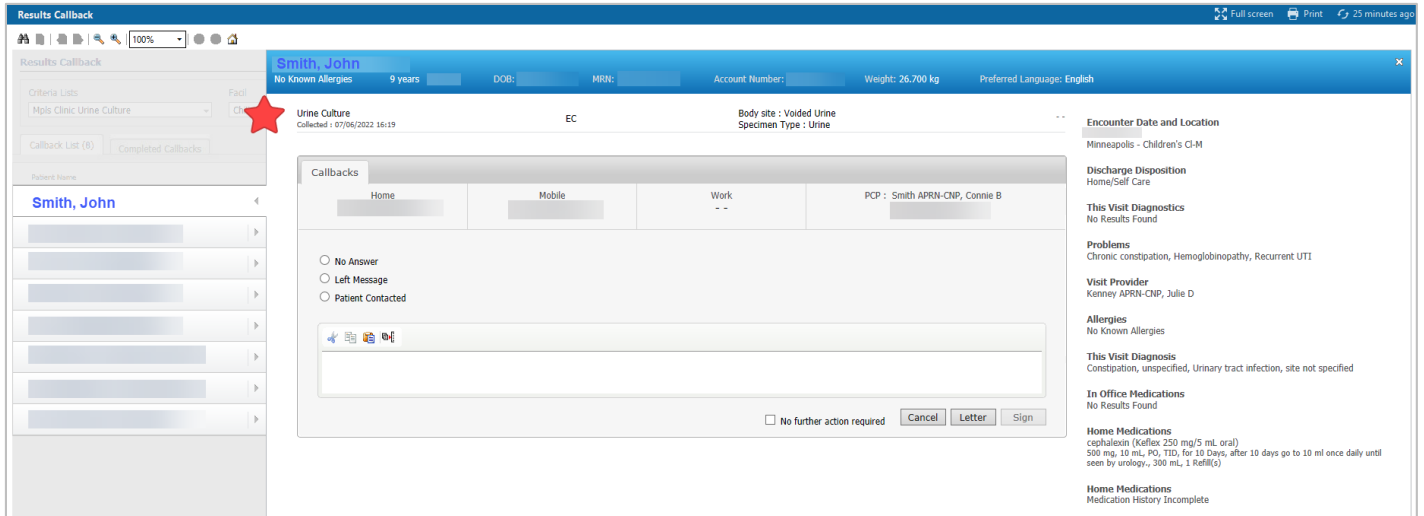 Results Callback
Full screen Print 25 minutes ago
100%
Results Callback
Criteria Lists Facil
Mpls Clinic Urine Culture
Callback List (6) Completed Callbacks
Patient Name
Smith, John
Smith, John
No Known Allergies 9 years DOB: MRN: Account Number: Weight: 26.700 kg Preferred Language: English
Urine Culture
Collected : 07/06/2022 16:19
EC
Body site : Voided Urine
Specimen Type : Urine
- -
Callbacks
Home Mobile Work PCP : Smith APRN-CNP, Connie B
- -
No Answer
Left Message
Patient Contacted
No further action required Cancel Letter Sign
Encounter Date and Location
Minneapolis - Children's Cl-M
Discharge Disposition
Home/Self Care
This Visit Diagnostics
No Results Found
Problems
Chronic constipation, Hemoglobinopathy, Recurrent UTI
Visit Provider
Kenney APRN-CNP, Julie D
Allergies
No Known Allergies
This Visit Diagnosis
Constipation, unspecified, Urinary tract infection, site not specified
In Office Medications
No Results Found
Home Medications
cephalexin (Keflex 250 mg/5 mL oral)
500 mg, 10 mL, PO, TID, for 10 Days, after 10 days go to 10 ml once daily until
seen by urology., 300 mL, 1 Refill(s)
Home Medications
Medication History Incomplete